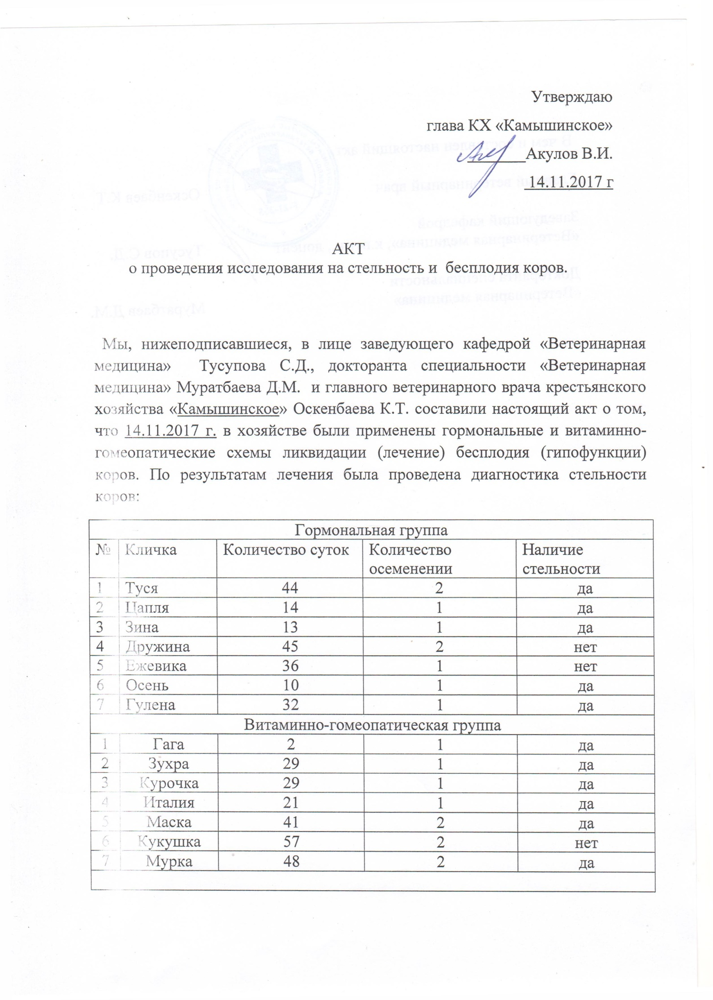 Утверждаю
глава КХ «Камышинское»
_______Акулов В.И.
14.11.2017 г
АКТ
о проведения исследования на стельность и бесплодия коров.
Мы, нижеподписавшиеся, в лице заведующего кафедрой «Ветеринарная
медицина» Тусупова С.Д., докторанта специальности «Ветеринарная
медицина» Муратбаева Д.М. и главного ветеринарного врача крестьянского
хозяйства «Камышинское» Оскенбаева К.Т. составили настоящий акт о том,
что 14.11.2017 г. в хозяйстве были применены гормональные и витаминно-
гомеопатические схемы ликвидации (лечение) бесплодия (гипофункции)
коров. По результатам лечения была проведена диагностика стельности
коров:
Гормональная группа
№ Кличка Количество суток Количество осеменении Наличие стельности
1 Туся 44 2 да
2 Цапля 14 1 да
3 Зина 13 1 да
4 Дружина 45 2 нет
5 Ежевика 36 1 нет
6 Осень 10 1 да
7 Гулена 32 1 да
Витаминно-гомеопатическая группа
1 Гага 2 1 да
2 Зухра 29 1 да
3 Курочка 29 1 да
4 Италия 21 1 да
5 Маска 41 2 да
6 Кукушка 57 2 нет
7 Мурка 48 2 да